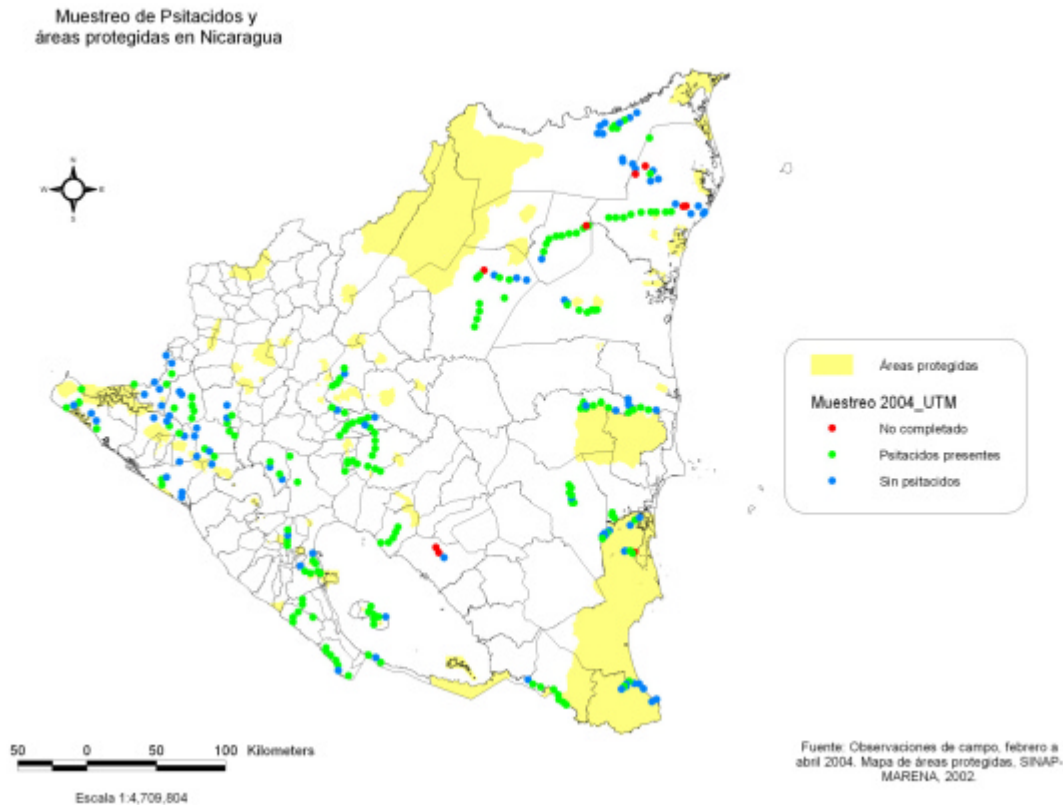 Muestreo de Psitacidos y
áreas protegidas en Nicaragua
N
W
E
S
Áreas protegidas
Muestreo 2004_UTM
No completado
Psitacidos presentes
Sin psitacidos
50 0 50 100 Kilometers
Escala 1:4,709,804
Fuente: Observaciones de campo, febrero a
abril 2004. Mapa de áreas protegidas, SINAP-
MARENA, 2002.